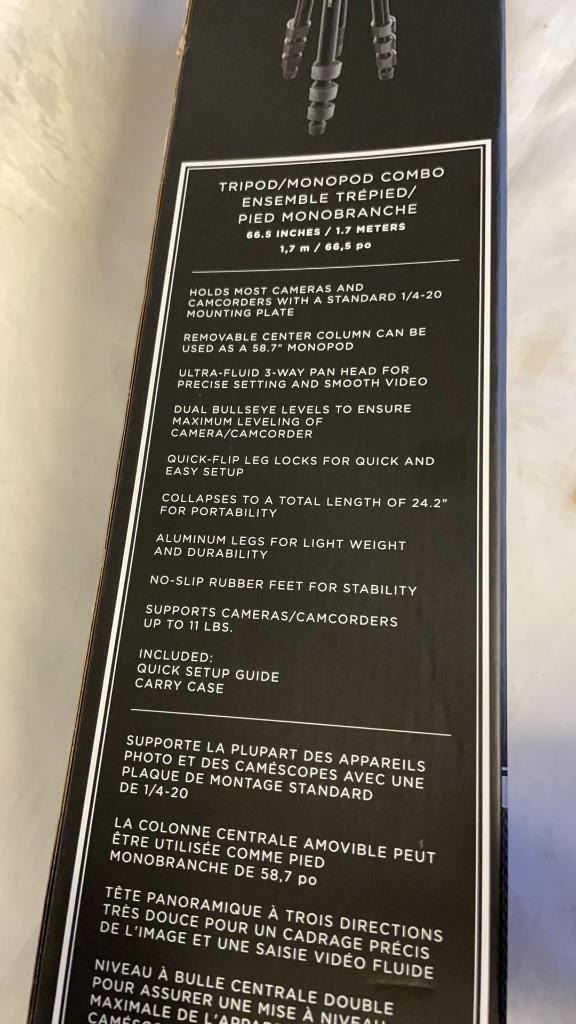 TRIPOD/MONOPOD COMBO
ENSEMBLE TRÉPIED/
PIED MONOBRANCHE
66.5 INCHES / 1.7 METERS
1,7 m / 66,5 po
HOLDS MOST CAMERAS AND
CAMCORDERS WITH A STANDARD 1/4-20
MOUNTING PLATE
REMOVABLE CENTER COLUMN CAN BE
USED AS A 58.7" MONOPOD
ULTRA-FLUID 3-WAY PAN HEAD FOR
PRECISE SETTING AND SMOOTH VIDEO
DUAL BULLSEYE LEVELS TO ENSURE
MAXIMUM LEVELING OF
CAMERA/CAMCORDER
QUICK-FLIP LEG LOCKS FOR QUICK AND
EASY SETUP
COLLAPSES TO A TOTAL LENGTH OF 24.2"
FOR PORTABILITY
ALUMINUM LEGS FOR LIGHT WEIGHT
AND DURABILITY
NO-SLIP RUBBER FEET FOR STABILITY
SUPPORTS CAMERAS/CAMCORDERS
UP TO 11 LBS.
INCLUDED:
QUICK SETUP GUIDE
CARRY CASE
SUPPORTE LA PLUPART DES APPAREILS
PHOTO ET DES CAMÉSCOPES AVEC UNE
PLAQUE DE MONTAGE STANDARD
DE 1/4-20
LA COLONNE CENTRALE AMOVIBLE PEUT
ÊTRE UTILISÉE COMME PIED
MONOBRANCHE DE 58,7 po
TÊTE PANORAMIQUE À TROIS DIRECTIONS
TRÈS DOUCE POUR UN CADRAGE PRÉCIS
DE L'IMAGE ET UNE SAISIE VIDÉO FLUIDE
NIVEAU À BULLE CENTRALE DOUBLE
POUR ASSURER UNE MISE À NIVEAU
MAXIMALE DE